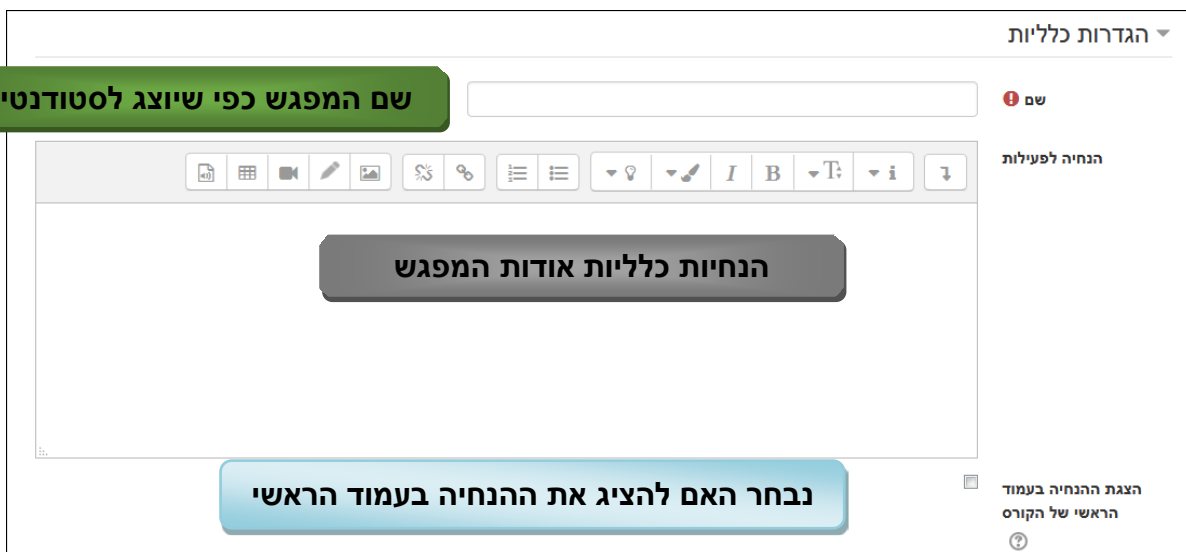 הגדרות כלליות
שם
שם המפגש כפי שיוצג לסטודנטי
הנחיה לפעילות
i T B I
הנחיות כלליות אודות המפגש
הצגת ההנחיה בעמוד
הראשי של הקורס
נבחר האם להציג את ההנחיה בעמוד הראשי